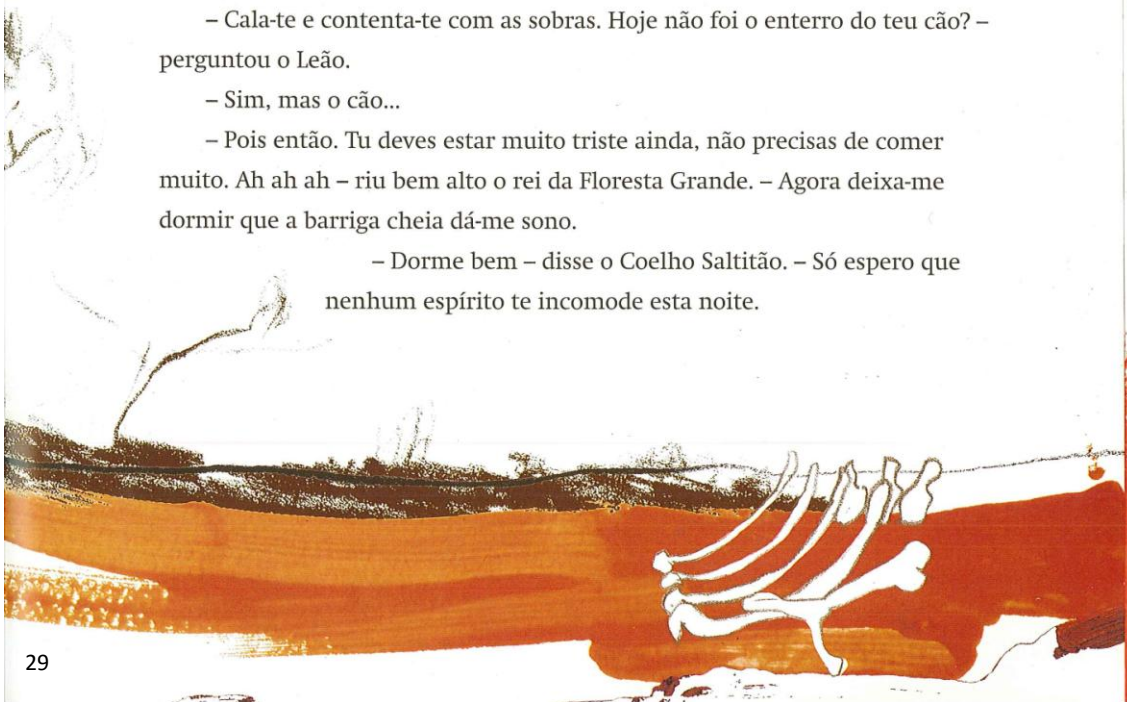 – Cala-te e contenta-te com as sobras. Hoje não foi o enterro do teu cão? –
perguntou o Leão.
– Sim, mas o cão...
– Pois então. Tu deves estar muito triste ainda, não precisas de comer
muito. Ah ah ah – riu bem alto o rei da Floresta Grande. – Agora deixa-me
dormir que a barriga cheia dá-me sono.
– Dorme bem – disse o Coelho Saltitão. – Só espero que
nenhum espírito te incomode esta noite.
29